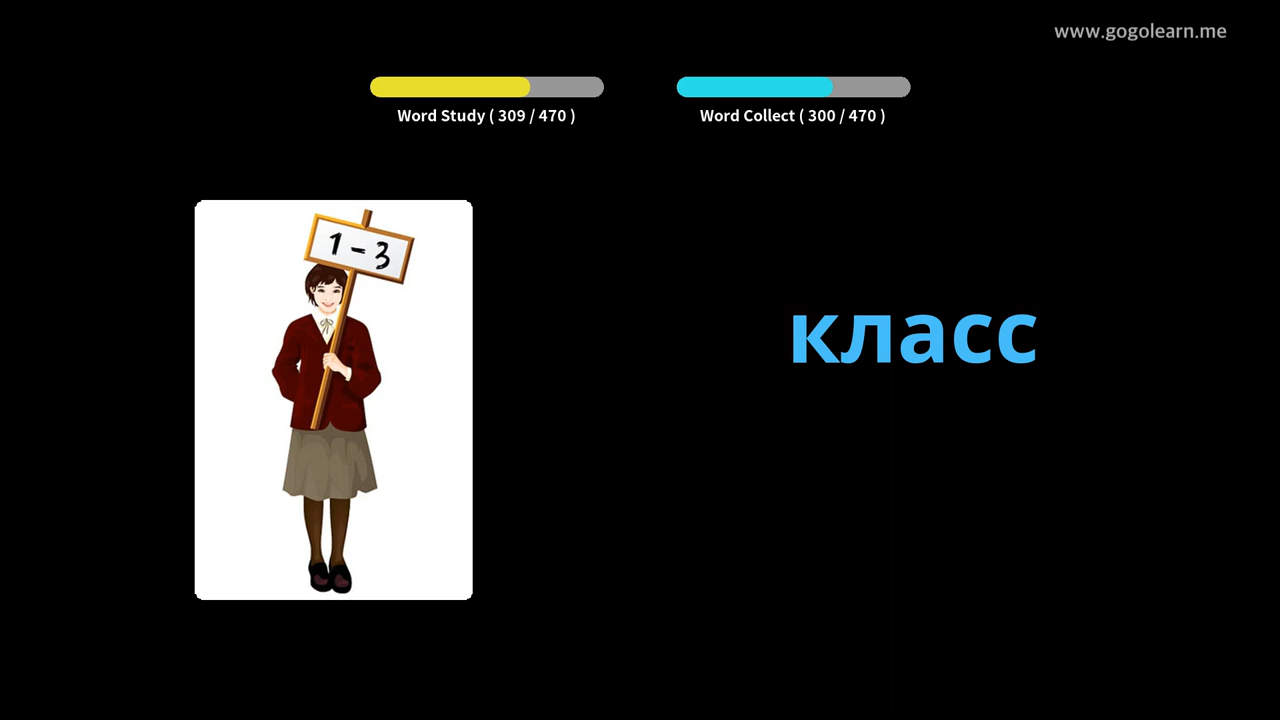 www.gogolearn.me
Word Study ( 309 / 470 )
Word Collect ( 300 / 470 )
1 - 3
класс